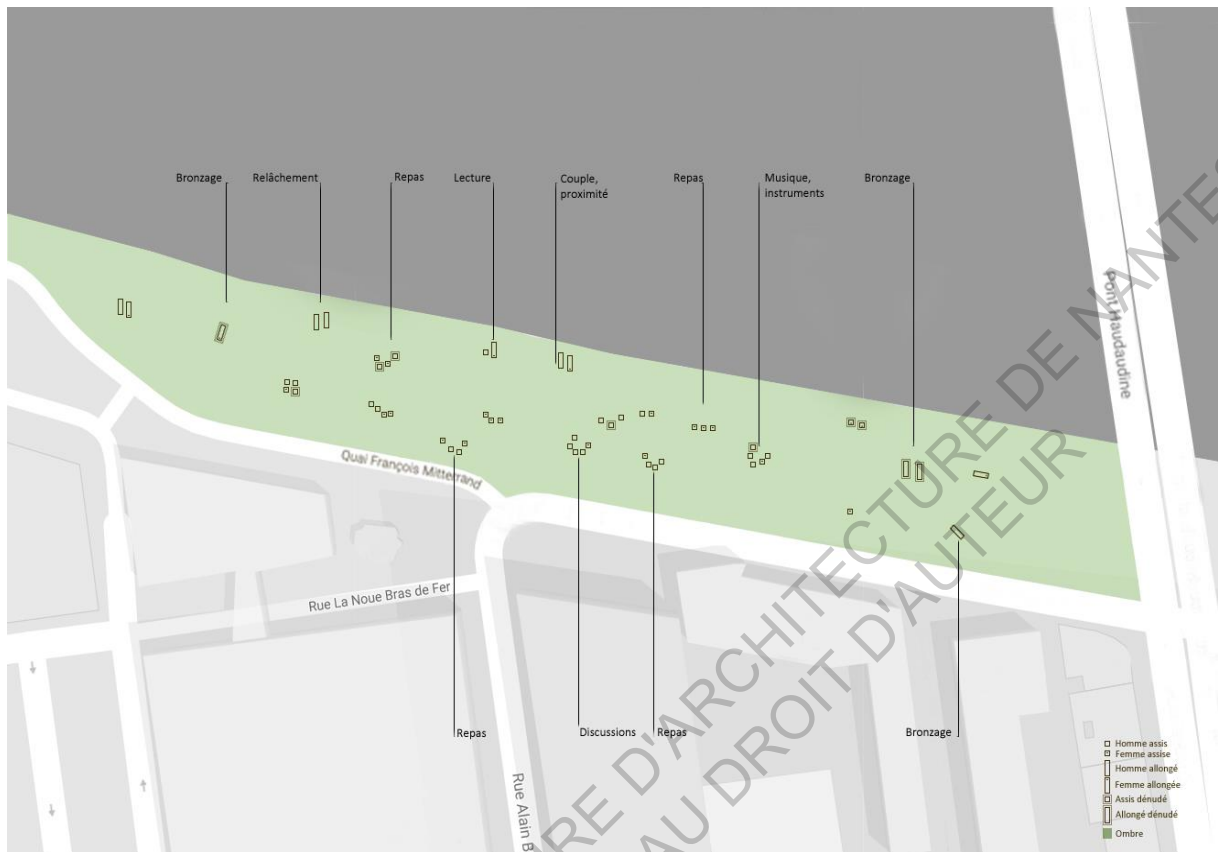 Bronzage
Relâchement
Repas
Lecture
Couple,
proximité
Repas
Musique,
instruments
Bronzage
Pont Haudaudine
Quai François Mitterrand
Rue La Noue Bras de Fer
Rue Alain B
Repas
Discussions
Repas
Bronzage
Homme assis
Femme assise
Homme allongé
Femme allongée
Assis dénudé
Allongé dénudé
Ombre
RE D'ARCHITECTURE DE NANTES
AU DROIT D'AUTEUR